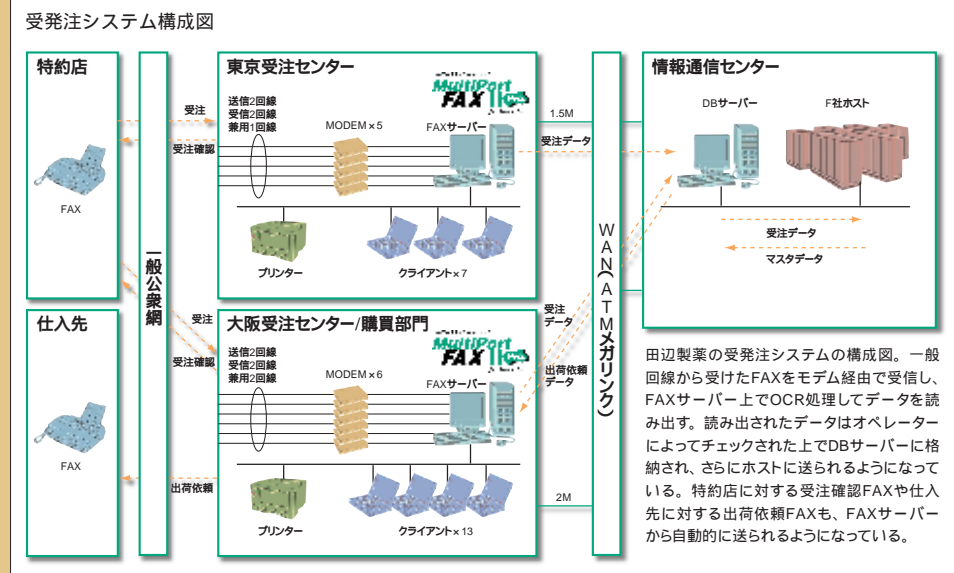 受発注システム構成図
特約店
FAX
一般公衆網
受注
受注確認
東京受注センター
MultiPort
FAX
送信2回線
受信2回線
兼用1回線
MODEM×5
FAXサーバー
プリンター
クライアント×7
1.5M
受注データ
WAN(ATMメガリンク)
情報通信センター
DBサーバー
F社ホスト
受注データ
マスタデータ
仕入先
FAX
受注
受注確認
出荷依頼
大阪受注センター/購買部門
MultiPort
FAX
送信2回線
受信2回線
兼用2回線
MODEM×6
FAXサーバー
プリンター
クライアント×13
受注
データ
出荷依頼
データ
2M
田辺製薬の受発注システムの構成図。一般
回線から受けたFAXをモデム経由で受信し、
FAXサーバー上でOCR処理してデータを読
み出す。読み出されたデータはオペレーター
によってチェックされた上でDBサーバーに格
納され、さらにホストに送られるようになって
いる。特約店に対する受注確認FAXや仕入
先に対する出荷依頼FAXも、FAXサーバー
から自動的に送られるようになっている。